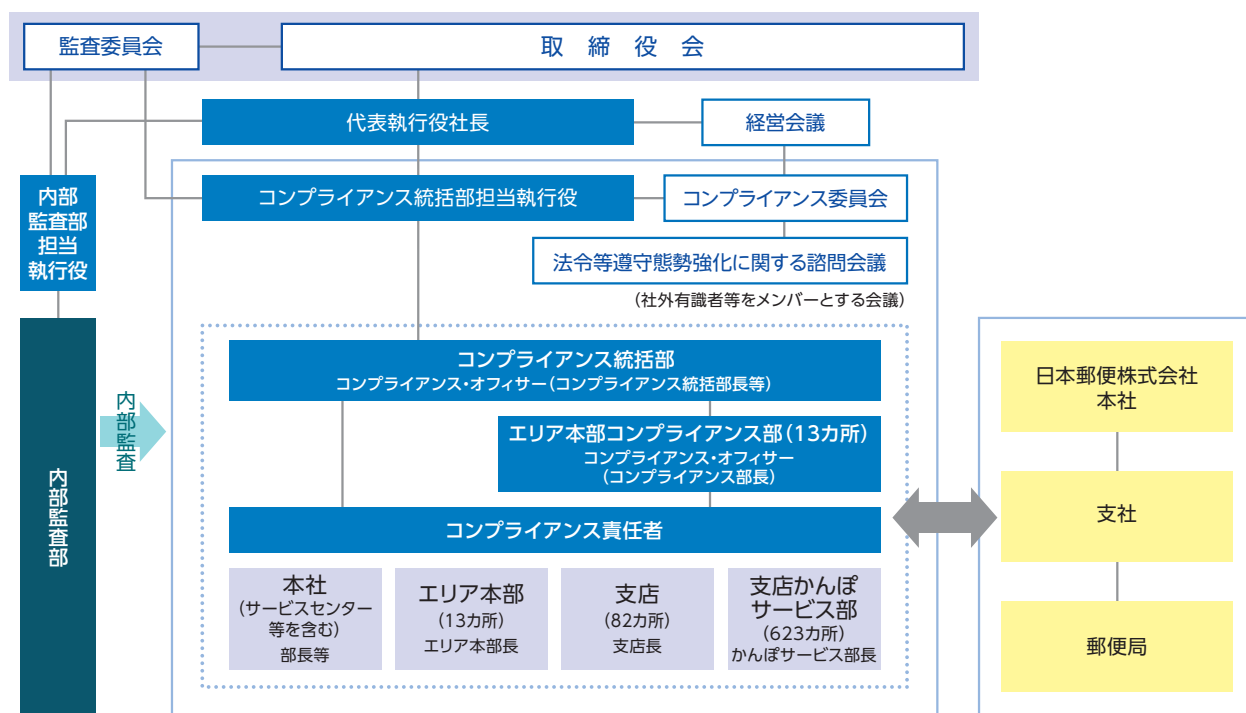 監査委員会
取締役会
代表執行役社長
経営会議
内部
監査部
担当
執行役
コンプライアンス統括部担当執行役
コンプライアンス委員会
法令等遵守態勢強化に関する諮問会議
(社外有識者等をメンバーとする会議)
内部監査部
内部監査
コンプライアンス統括部
コンプライアンス・オフィサー(コンプライアンス統括部長等)
エリア本部コンプライアンス部(13カ所)
コンプライアンス・オフィサー
(コンプライアンス部長)
コンプライアンス責任者
本社
(サービスセンター
等を含む)
部長等
エリア本部
(13カ所)
エリア本部長
支店
(82カ所)
支店長
支店かんぽ
サービス部
(623カ所)
かんぽサービス部長
日本郵便株式会社
本社
支社
郵便局